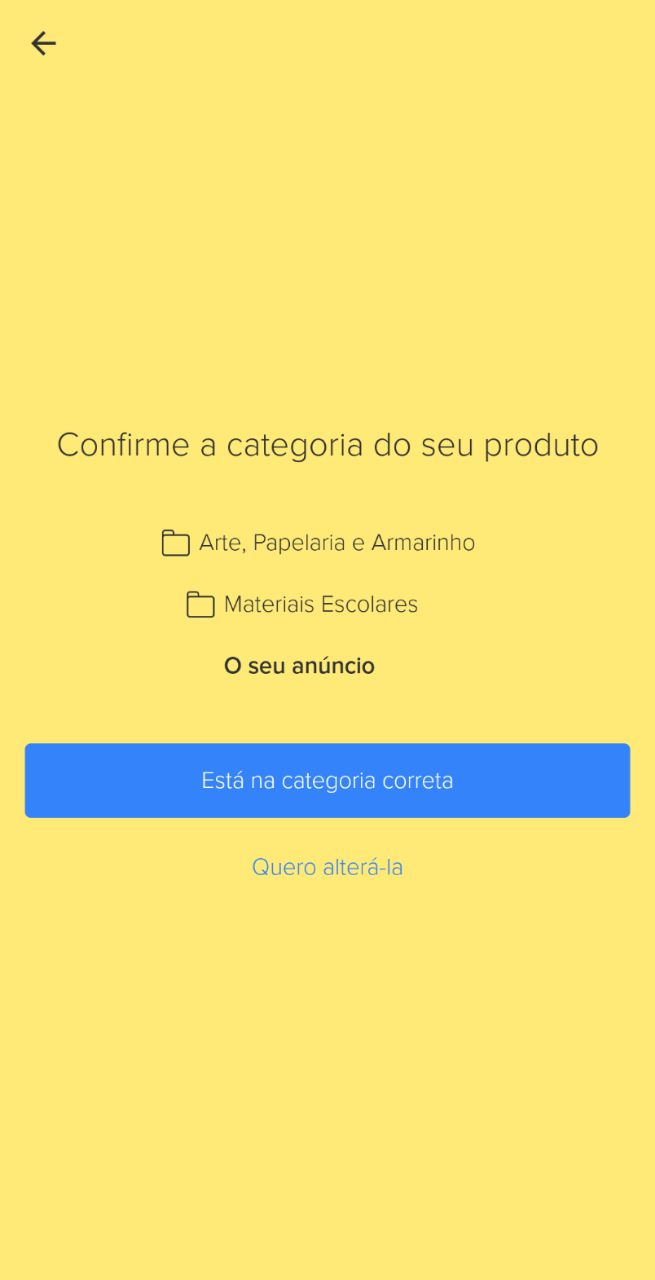 Confirme a categoria do seu produto
Arte, Papelaria e Armarinho
Materiais Escolares
O seu anúncio
Está na categoria correta
Quero alterá-la